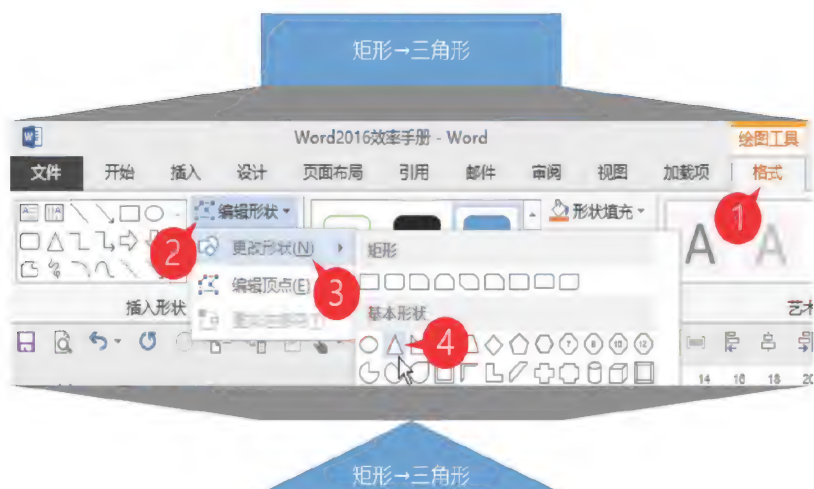 矩形→三角形
Word2016效率手册 - Word
绘图工具
文件 开始 插入 设计 页面布局 引用 邮件 审阅 视图 加载项 格式
1
编辑形状
形状填充
2
更改形状(N)
矩形
A A
编辑顶点(E)
3
插入形状
基本形状
艺术
4
14 16 18 20
矩形→三角形